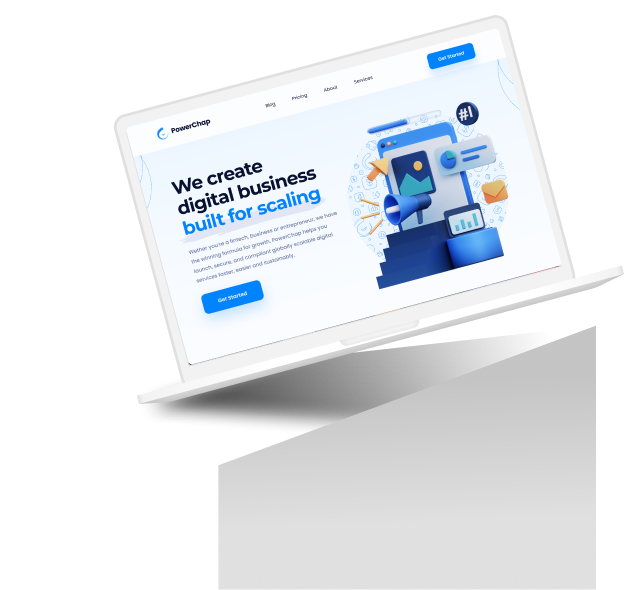 PowerChap
Blog
Pricing
About
Services
Get Started
#1
We create
digital business
built for scaling
Wether you're a fintech, business or entrepreneur, we have
the winning formula for growth. PowerChap helps you
launch, secure, and compliant globally scalable digital
services faster, easier and sustainably.
Get Started